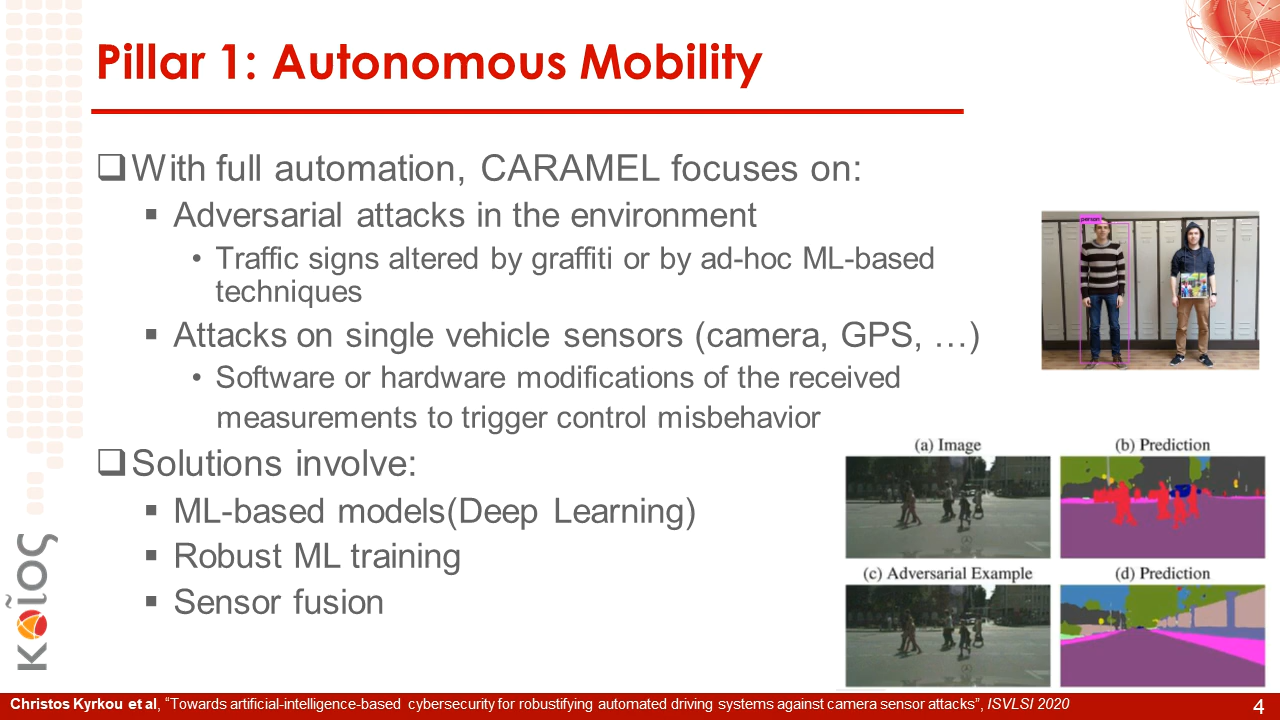 Pillar 1: Autonomous Mobility
With full automation, CARAMEL focuses on:
Adversarial attacks in the environment
Traffic signs altered by graffiti or by ad-hoc ML-based
techniques
Attacks on single vehicle sensors (camera, GPS, …)
Software or hardware modifications of the received
measurements to trigger control misbehavior
Solutions involve:
ML-based models(Deep Learning)
Robust ML training
Sensor fusion
person
(a) Image
(b) Prediction
(c) Adversarial Example
(d) Prediction
κοῖος
Christos Kyrkou et al, “Towards artificial-intelligence-based cybersecurity for robustifying automated driving systems against camera sensor attacks”, ISVLSI 2020
4